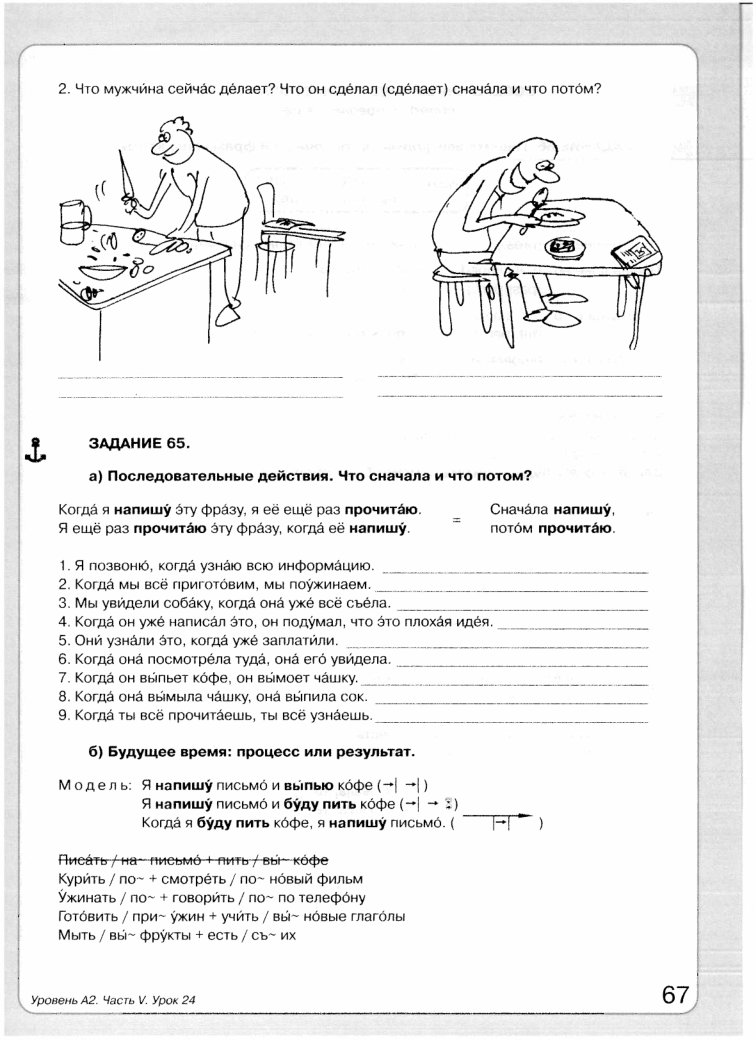 2. Что мужчи́на сейча́с де́лает? Что он сде́лал (сде́лает) снача́ла и что пото́м?
ЗАДАНИЕ 65.
а) Последовательные действия. Что сначала и что потом?
Когда́ я напишу́ э́ту фра́зу, я её ещё раз прочита́ю. = Снача́ла напишу́,
Я ещё раз прочита́ю э́ту фра́зу, когда́ её напишу́. пото́м прочита́ю.
1. Я позвоню́, когда́ узна́ю всю информа́цию.
2. Когда́ мы всё пригото́вим, мы поу́жинаем.
3. Мы уви́дели соба́ку, когда́ она́ уже́ всё съе́ла.
4. Когда́ он уже́ написа́л э́то, он поду́мал, что э́то плоха́я иде́я.
5. Они́ узна́ли э́то, когда́ уже́ заплати́ли.
6. Когда́ она́ посмотре́ла туда́, она́ его́ уви́дела.
7. Когда́ он вы́пьет ко́фе, он вы́моет ча́шку.
8. Когда́ она́ вы́мыла ча́шку, она́ вы́пила сок.
9. Когда́ ты всё прочита́ешь, ты всё узна́ешь.
б) Будущее время: процесс или результат.
Модель: Я напишу́ письмо́ и вы́пью ко́фе (→| →|)
Я напишу́ письмо́ и бу́ду пить ко́фе (→| → ?)
Когда́ я бу́ду пить ко́фе, я напишу́ письмо́. ( |→| )
Писа́ть / на~ письмо́ + пить / вы́~ ко́фе
Кури́ть / по~ + смотре́ть / по~ но́вый фильм
У́жинать / по~ + говори́ть / по~ по телефо́ну
Гото́вить / при~ у́жин + учи́ть / вы́~ но́вые глаго́лы
Мыть / вы́~ фру́кты + есть / съ~ их
Уровень А2. Часть V. Урок 24
67